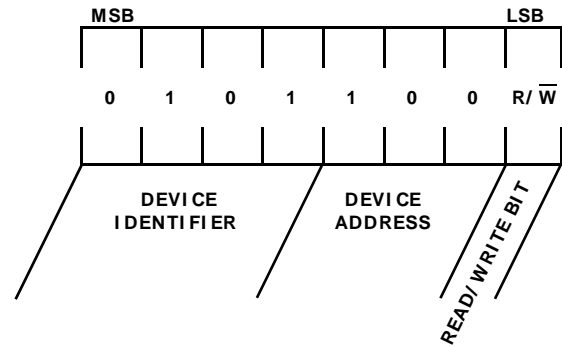 MSB LSB
0 1 0 1 1 0 0 R/W̅
DEVICE IDENTIFIER
DEVICE ADDRESS
READ/WRITE BIT